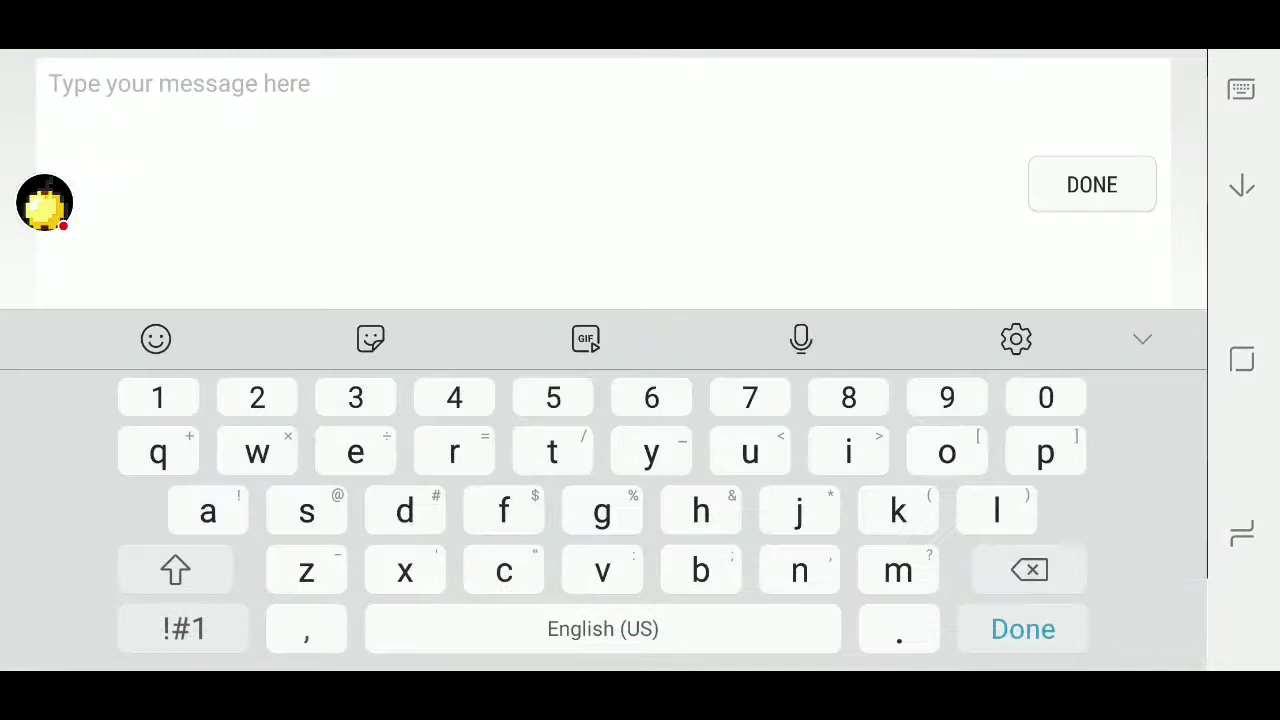 Type your message here
DONE
GIF
1 2 3 4 5 6 7 8 9 0
q + w × e ÷ r = t / y _ u < i > o [ p ]
a ! s @ d # f $ g % h & j * k ( l )
z - x ' c " v : b ; n , m ?
!#1 , English (US) . Done